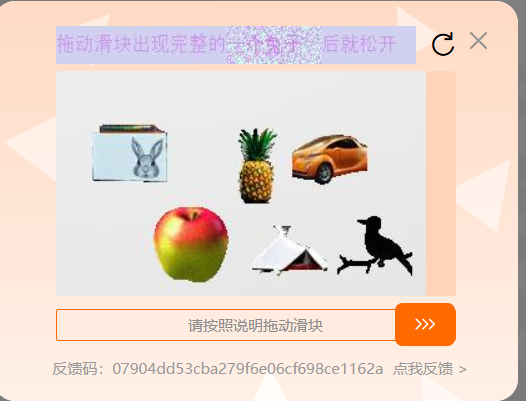 拖动滑块出现完整的一个兔子后就松开
请按照说明拖动滑块
反馈码：07904dd53cba279f6e06cf698ce1162a 点我反馈 >